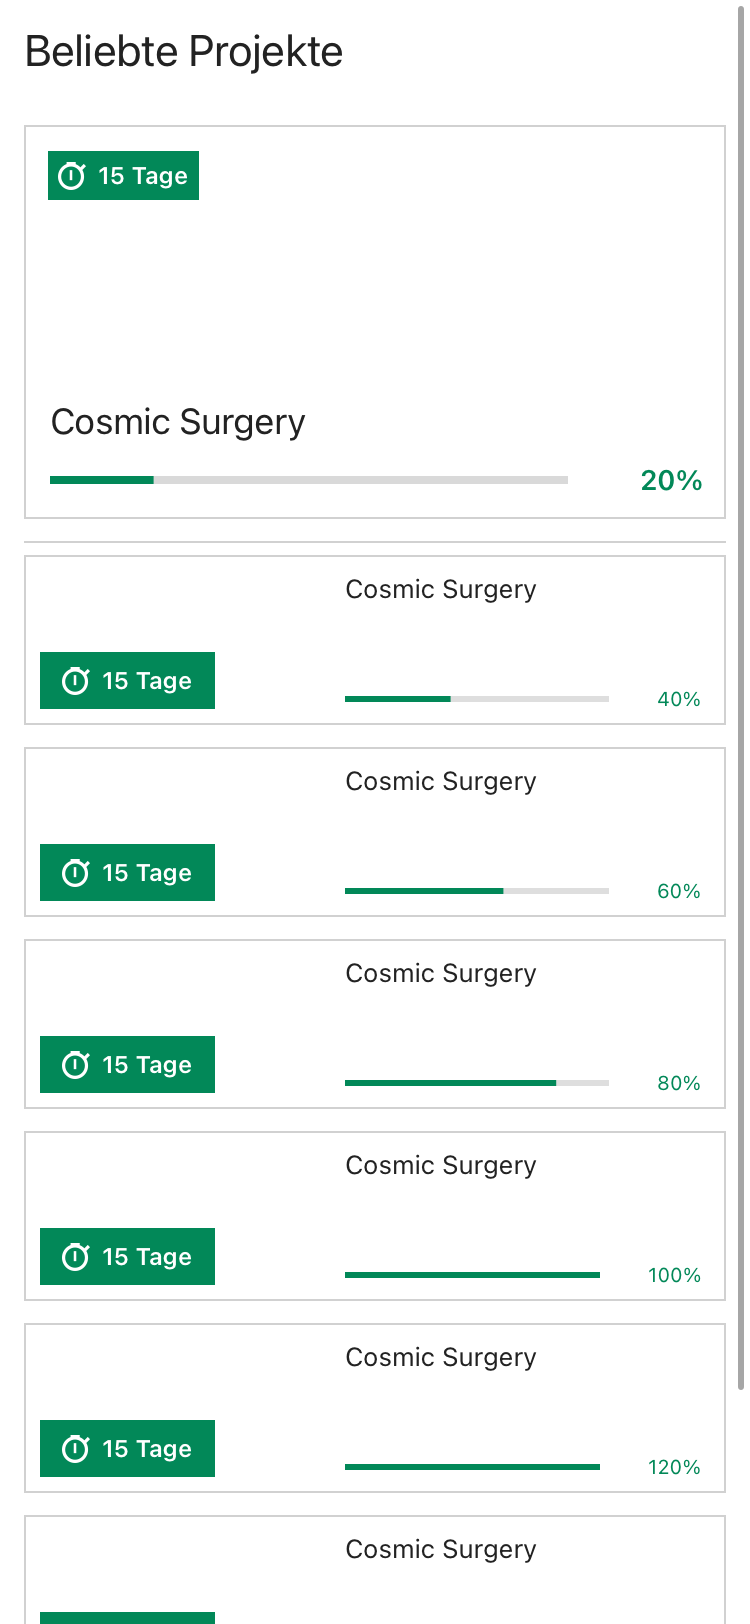 Beliebte Projekte
15 Tage
Cosmic Surgery
20%
Cosmic Surgery
15 Tage
40%
Cosmic Surgery
15 Tage
60%
Cosmic Surgery
15 Tage
80%
Cosmic Surgery
15 Tage
100%
Cosmic Surgery
15 Tage
120%
Cosmic Surgery